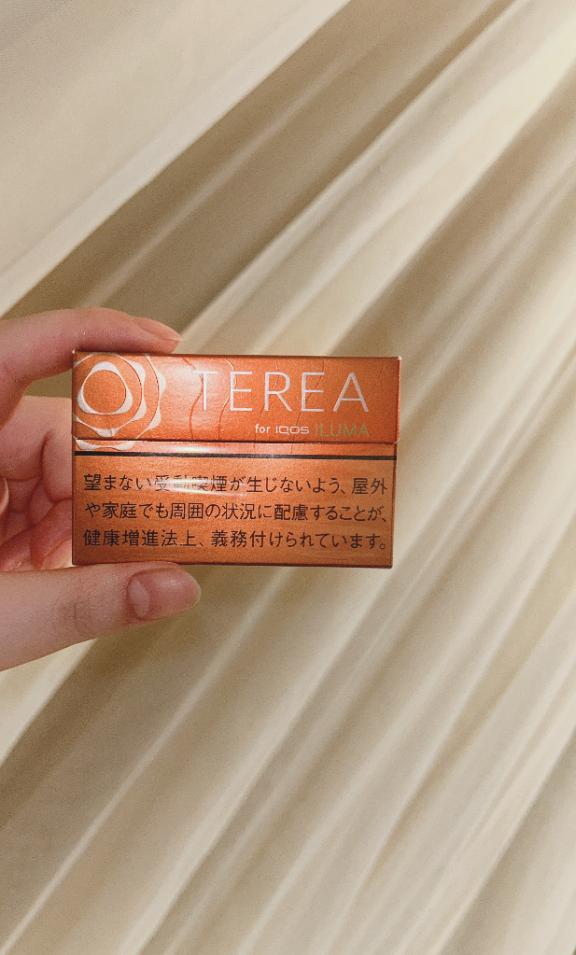 TEREA
for IQOS ILUMA
望まない受動喫煙が生じないよう、屋外
や家庭でも周囲の状況に配慮することが、
健康増進法上、義務付けられています。